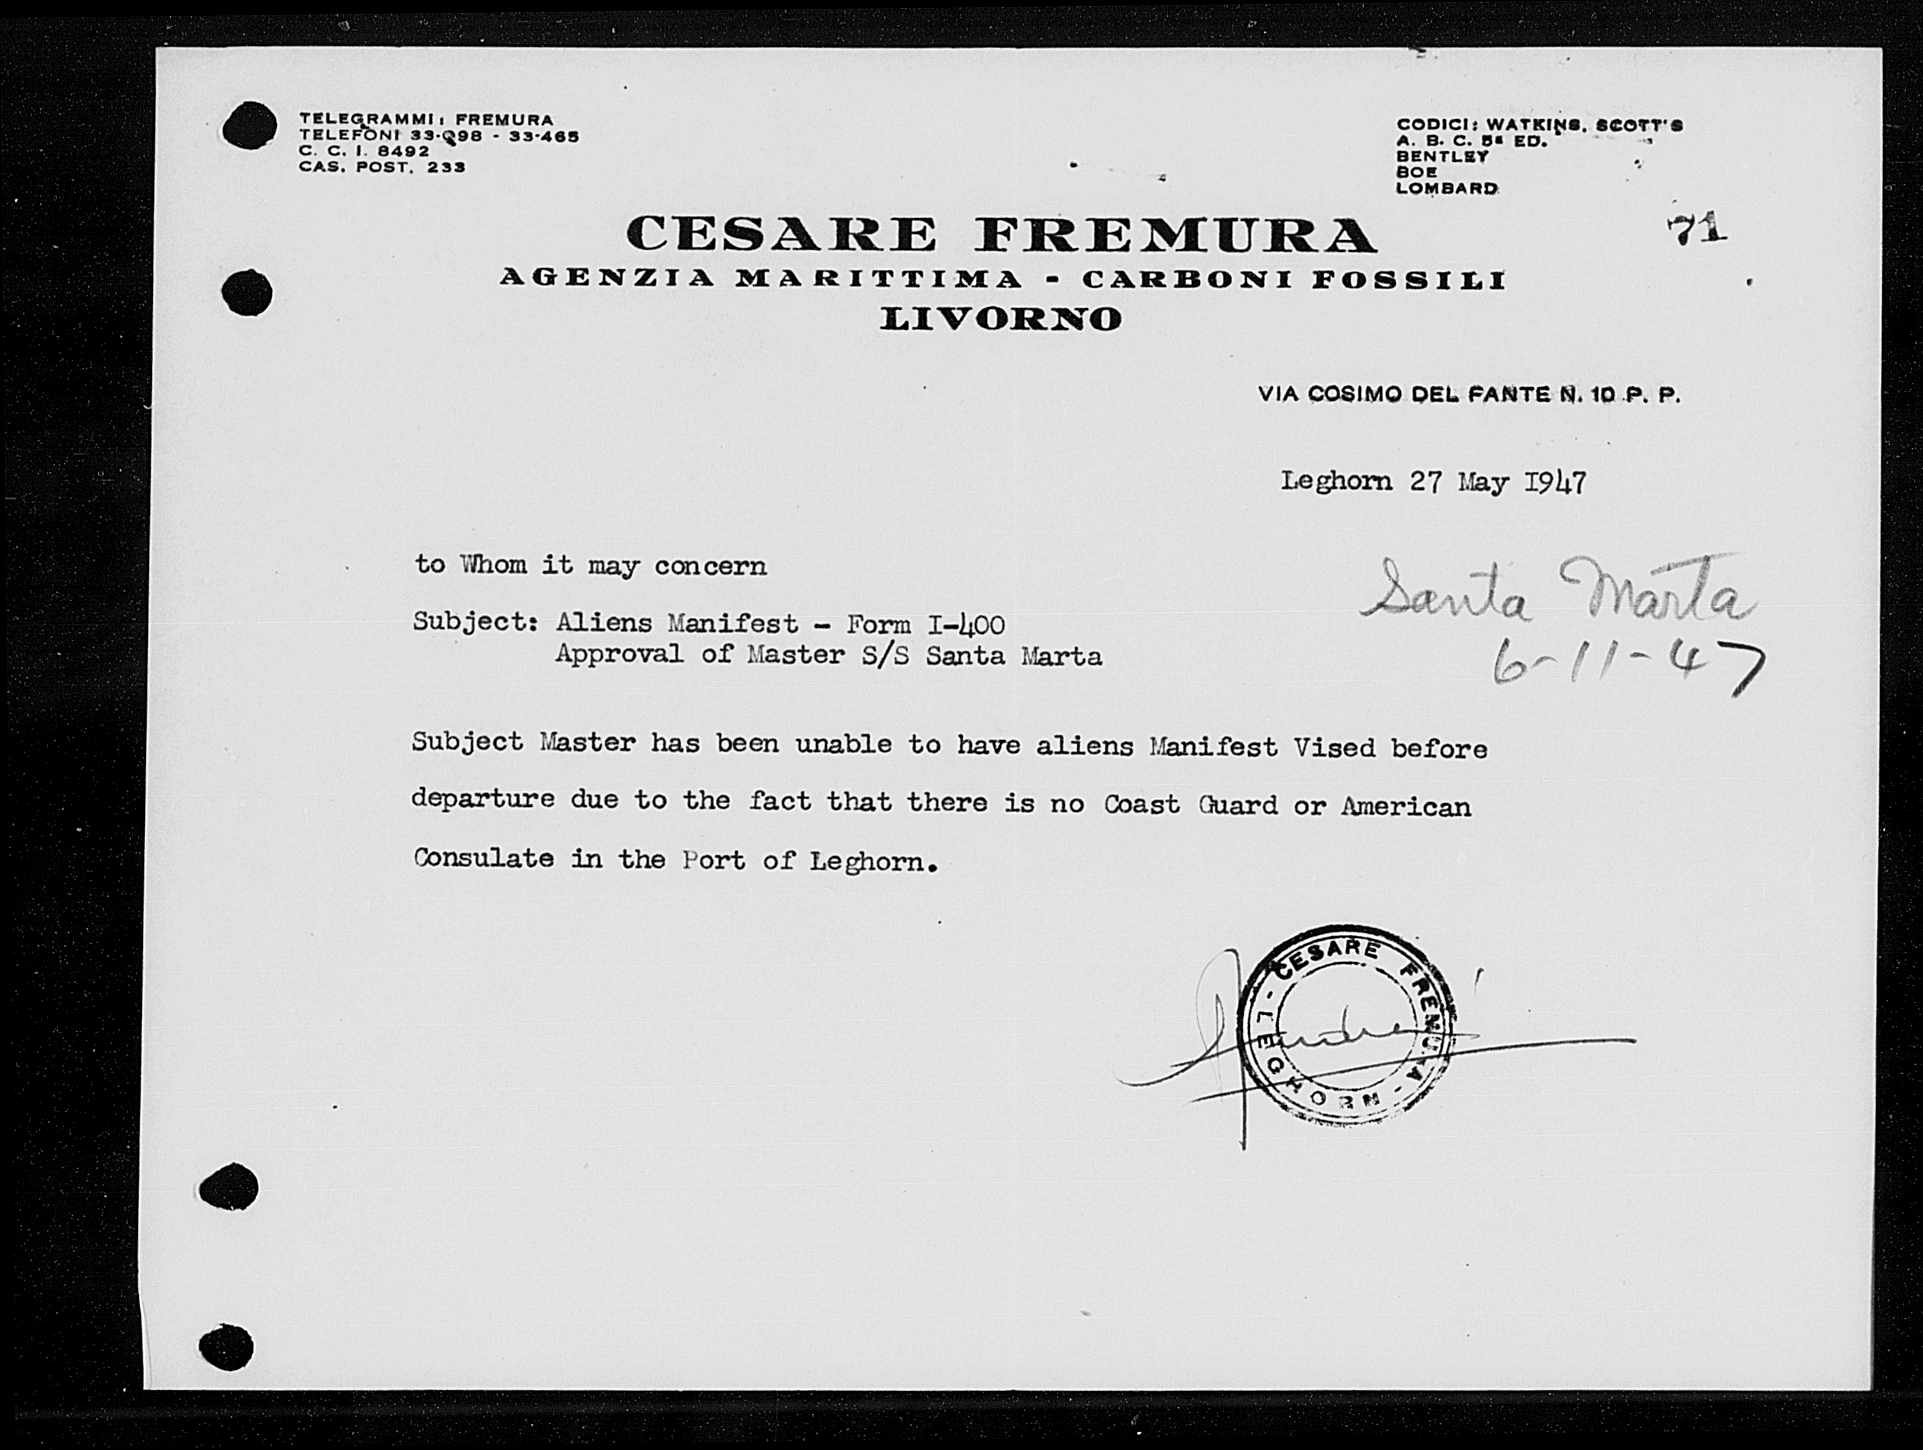 TELEGRAMMI: FREMURA
TELEFONI 33-098 - 33-465
C. C. I. 8492
CAS. POST. 233
CODICI: WATKINS, SCOTT'S
A. B. C. 5ª ED.
BENTLEY
BOE
LOMBARD
71
CESARE FREMURA
AGENZIA MARITTIMA - CARBONI FOSSILI
LIVORNO
VIA COSIMO DEL FANTE N. 10 P. P.
Leghorn 27 May I947
to Whom it may concern
Santa Marta
6-11-47
Subject: Aliens Manifest - Form I-400
Approval of Master S/S Santa Marta
Subject Master has been unable to have aliens Manifest Vised before
departure due to the fact that there is no Coast Guard or American
Consulate in the Port of Leghorn.
CESARE FREMURA - LEGHORN -